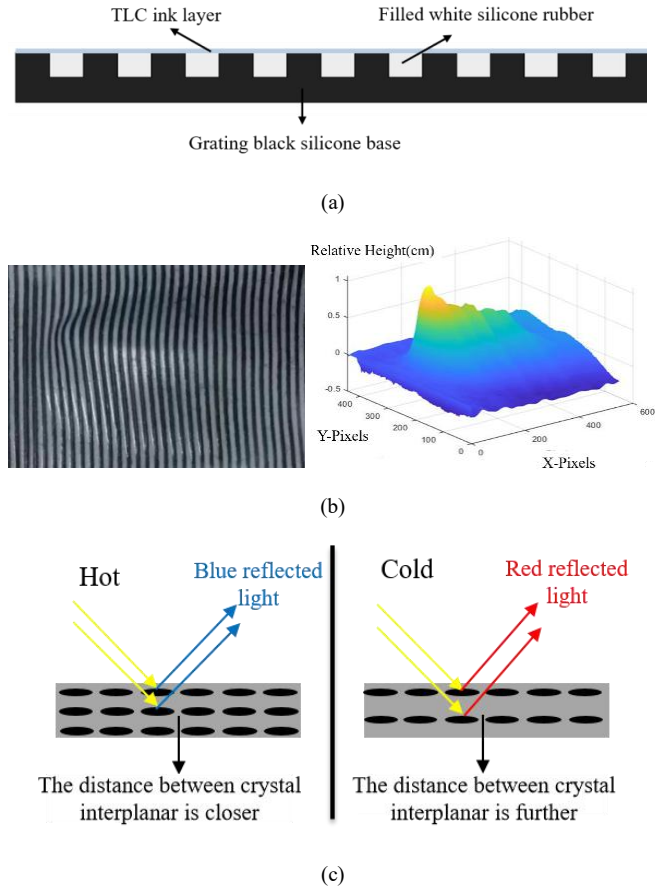 TLC ink layer
Filled white silicone rubber
Grating black silicone base
(a)
Relative Height(cm)
1
0.5
0
-0.5
400
300
200
100
0
Y-Pixels
0
200
400
600
X-Pixels
(b)
Hot
Blue reflected
light
The distance between crystal
interplanar is closer
Cold
Red reflected
light
The distance between crystal
interplanar is further
(c)